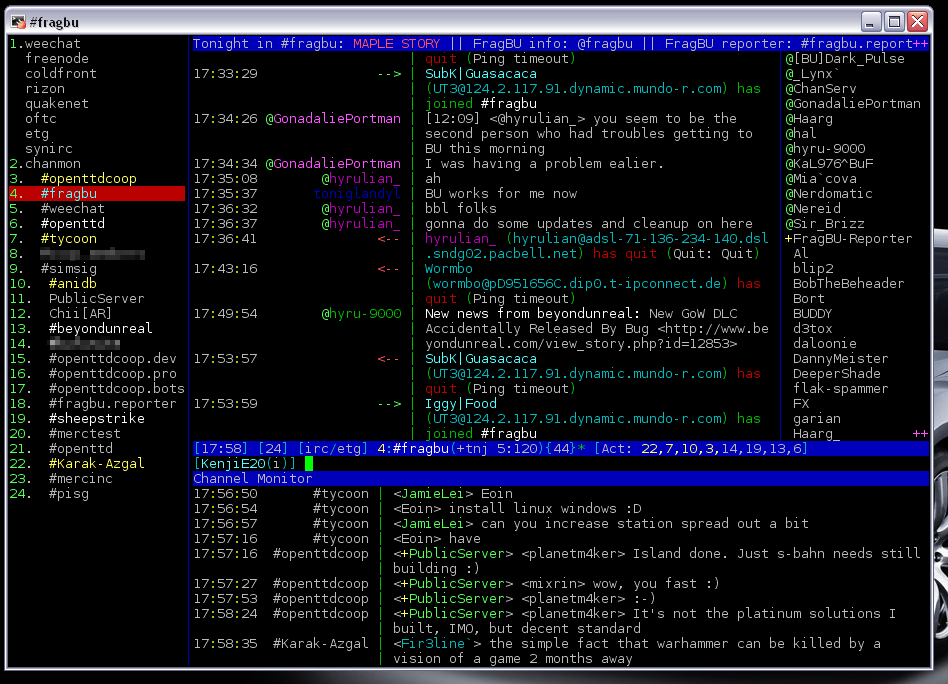 #fragbu
1.weechat
freenode
coldfront
rizon
quakenet
oftc
etg
synirc
2.chanmon
3. #openttdcoop
4. #fragbu
5. #weechat
6. #openttd
7. #tycoon
8.
9. #simsig
10. #anidb
11. PublicServer
12. Chii[AR]
13. #beyondunreal
14.
15. #openttdcoop.dev
16. #openttdcoop.pro
17. #openttdcoop.bots
18. #fragbu.reporter
19. #sheepstrike
20. #merctest
21. #opentttd
22. #Karak-Azgal
23. #mercinc
24. #pisg
Tonight in #fragbu: MAPLE STORY || FragBU info: @fragbu || FragBU reporter: #fragbu.report++
quit (Ping timeout)
17:33:29 --> | SubK|Guasacaca
(UT3@124.2.117.91.dynamic.mundo-r.com) has
joined #fragbu
17:34:26 @GonadaliePortman | [12:09] <@hyrulian_> you seem to be the
second person who had troubles getting to
BU this morning
17:34:34 @GonadaliePortman | I was having a problem ealier.
17:35:08 @hyrulian_ | ah
17:35:37 toniglandyl | BU works for me now
17:36:32 @hyrulian_ | bbl folks
17:36:37 @hyrulian_ | gonna do some updates and cleanup on here
17:36:41 <-- | hyrulian_ (hyrulian@adsl-71-136-234-140.dsl
.sndg02.pacbell.net) has quit (Quit: Quit)
17:43:16 <-- | Wormbo
(wormbo@pD951656C.dip0.t-ipconnect.de) has
quit (Ping timeout)
17:49:54 @hyru-9000 | New news from beyondunreal: New GoW DLC
Accidentally Released By Bug <http://www.be
yondunreal.com/view_story.php?id=12853>
17:53:57 <-- | SubK|Guasacaca
(UT3@124.2.117.91.dynamic.mundo-r.com) has
quit (Ping timeout)
17:53:59 --> | Iggy|Food
(UT3@124.2.117.91.dynamic.mundo-r.com) has
joined #fragbu
@[BU]Dark_Pulse
@_Lynx`
@ChanServ
@GonadaliePortman
@Haarg
@hal
@hyru-9000
@KaL976^BuF
@Mia`cova
@Nerdomatic
@Nereid
@Sir_Brizz
+FragBU-Reporter
Al
blip2
BobTheBeheader
Bort
BUDDY
d3tox
daloonie
DannyMeister
DeeperShade
flak-spammer
FX
garian
Haarg_ ++
[17:58] [24] [irc/etg] 4:#fragbu(+tnj 5:120){44}* [Act: 22,7,10,3,14,19,13,6]
[KenjiE20(i)]
Channel Monitor
17:56:50 #tycoon | <JamieLei> Eoin
17:56:54 #tycoon | <Eoin> install linux windows :D
17:56:57 #tycoon | <JamieLei> can you increase station spread out a bit
17:57:16 #tycoon | <Eoin> have
17:57:16 #openttdcoop | <+PublicServer> <planetm4ker> Island done. Just s-bahn needs still
building :)
17:57:27 #openttdcoop | <+PublicServer> <mixrin> wow, you fast :)
17:57:53 #openttdcoop | <+PublicServer> <planetm4ker> :-)
17:58:24 #openttdcoop | <+PublicServer> <planetm4ker> It's not the platinum solutions I
built, IMO, but decent standard
17:58:35 #Karak-Azgal | <Fir3line`> the simple fact that warhammer can be killed by a
vision of a game 2 months away